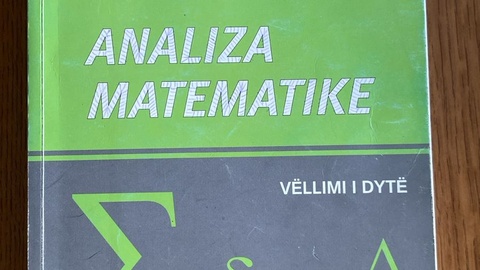 ANALIZA
MATEMATIKE
VËLLIMI I DYTË
Σ